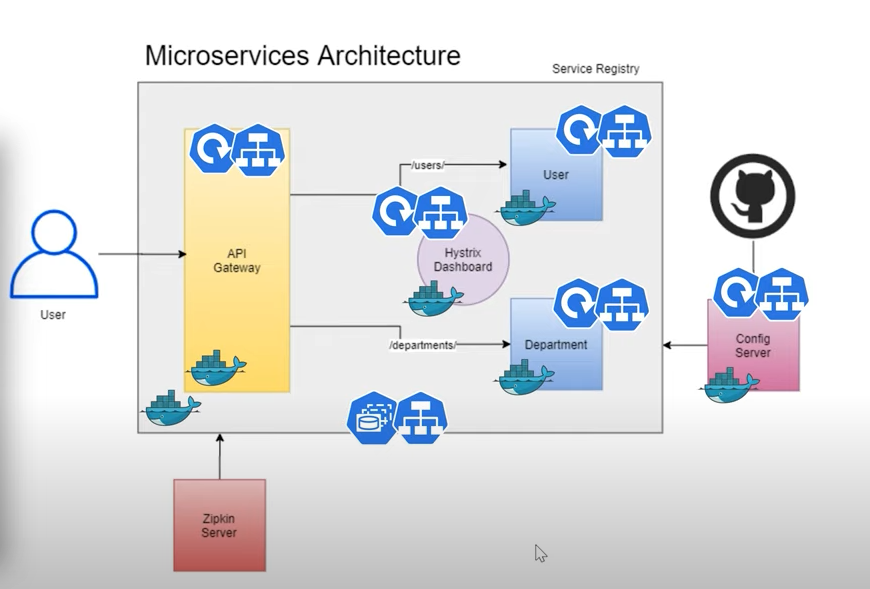 Microservices Architecture
Service Registry
/users/
User
API
Gateway
Hystrix
Dashboard
User
/departments/
Department
Config
Server
Zipkin
Server